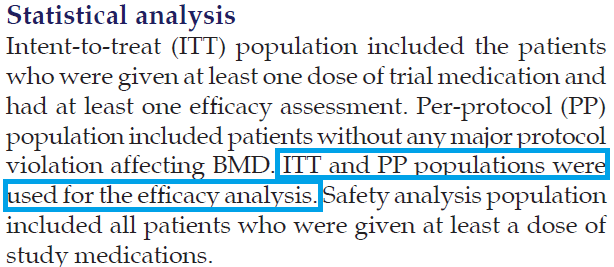 Statistical analysis
Intent-to-treat (ITT) population included the patients
who were given at least one dose of trial medication and
had at least one efficacy assessment. Per-protocol (PP)
population included patients without any major protocol
violation affecting BMD. ITT and PP populations were
used for the efficacy analysis. Safety analysis population
included all patients who were given at least a dose of
study medications.